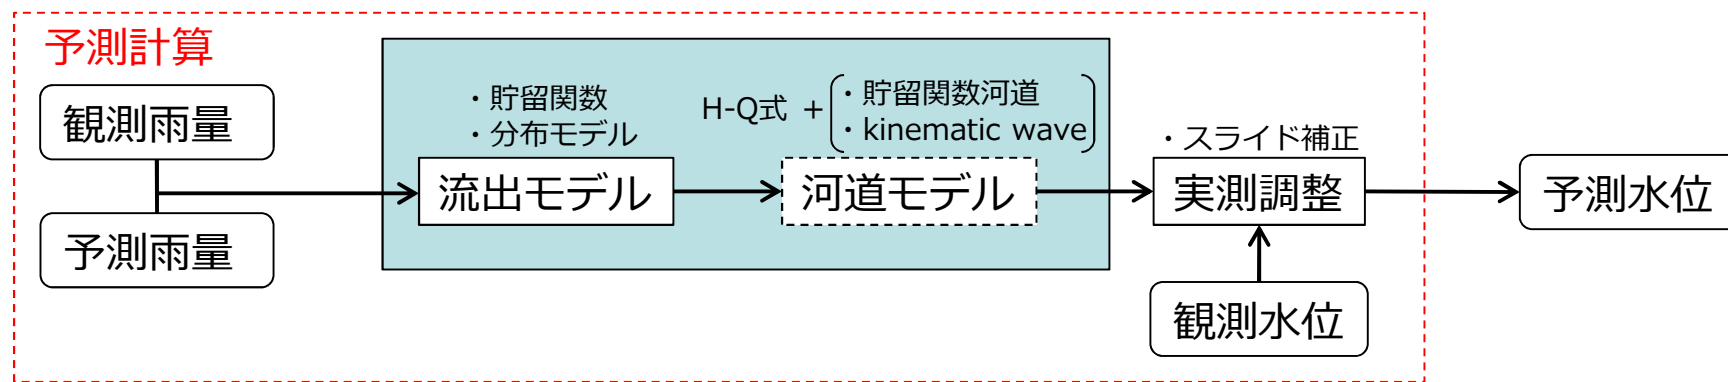 予測計算
観測雨量
予測雨量
・貯留関数
・分布モデル
流出モデル
H-Q式 +
・貯留関数河道
・kinematic wave
河道モデル
・スライド補正
実測調整
観測水位
予測水位